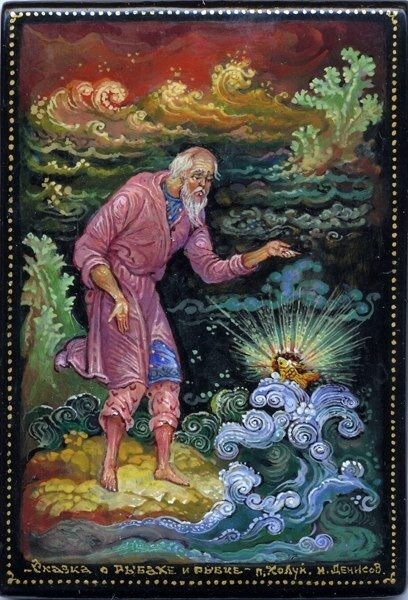 Сказка о рыбаке и рыбке – п. Холуй. И. Денисов.